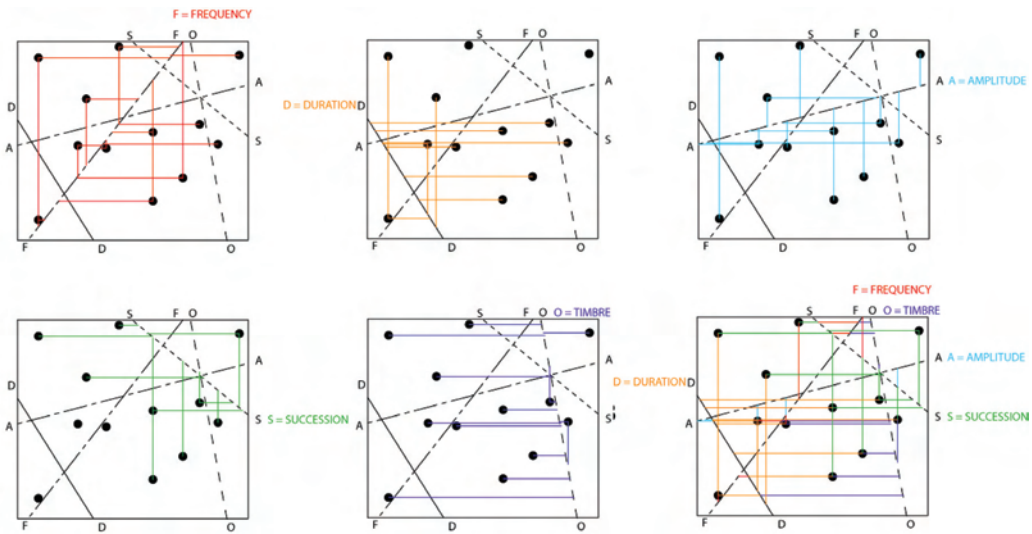 F = FREQUENCY
S F O
A
D
A
S
F D O
S F O
D = DURATION D
A
F D O
S F O
A A = AMPLITUDE
D
A
S
F D O
S F O
A
D
A
S S = SUCCESSION
F D O
S F O O = TIMBRE
A
D
A
S
F D O
F = FREQUENCY
S F O O = TIMBRE
A A = AMPLITUDE
D = DURATION D
A
S S = SUCCESSION
F D O